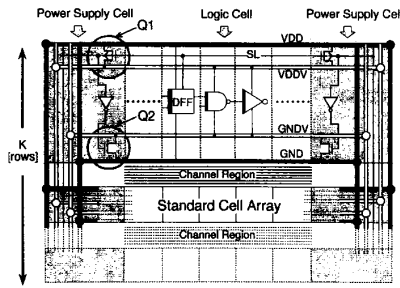 Power Supply Cell Logic Cell Power Supply Cel
Q1
VDD
SL
VDDV
DFF
Q2
GNDV
GND
K
[rows]
Channel Region
Standard Cell Array
Channel Region